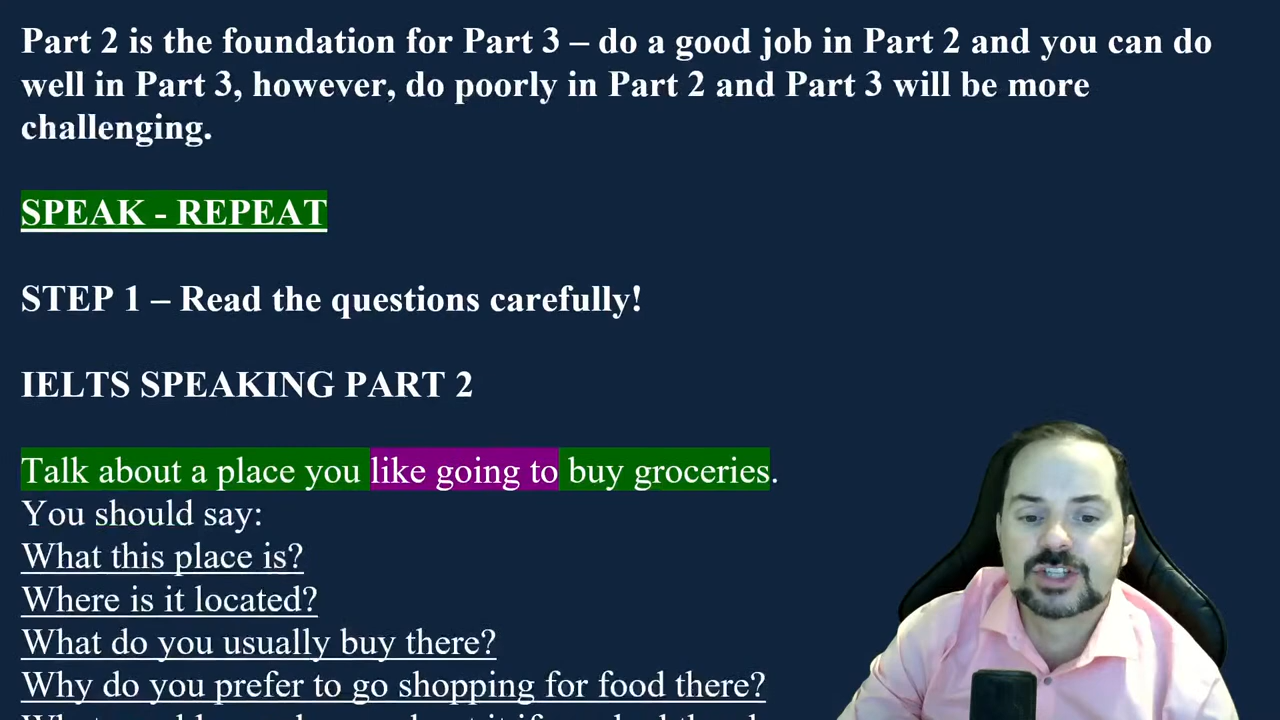 Part 2 is the foundation for Part 3 – do a good job in Part 2 and you can do
well in Part 3, however, do poorly in Part 2 and Part 3 will be more
challenging.
SPEAK - REPEAT
STEP 1 – Read the questions carefully!
IELTS SPEAKING PART 2
Talk about a place you like going to buy groceries.
You should say:
What this place is?
Where is it located?
What do you usually buy there?
Why do you prefer to go shopping for food there?